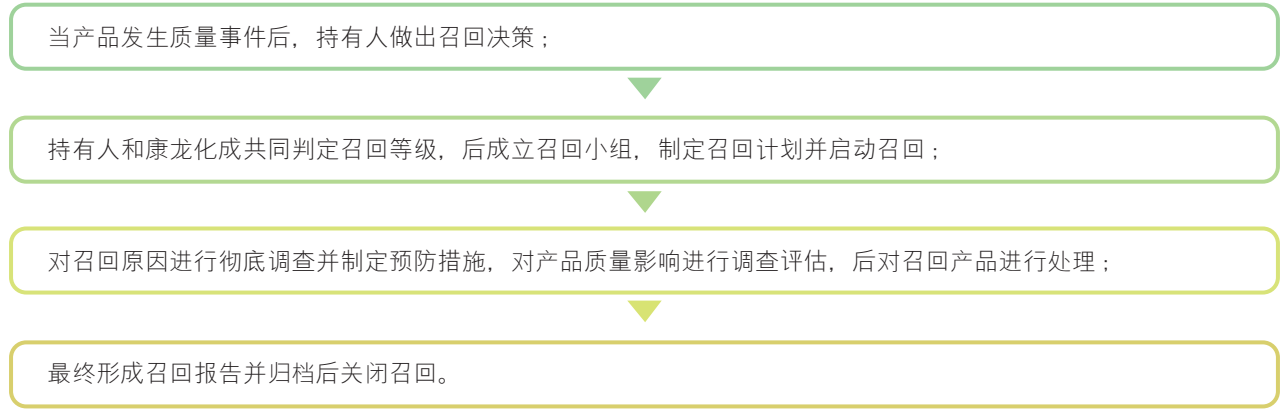 当产品发生质量事件后，持有人做出召回决策；
持有人和康龙化成共同判定召回等级，后成立召回小组，制定召回计划并启动召回；
对召回原因进行彻底调查并制定预防措施，对产品质量影响进行调查评估，后对召回产品进行处理；
最终形成召回报告并归档后关闭召回。